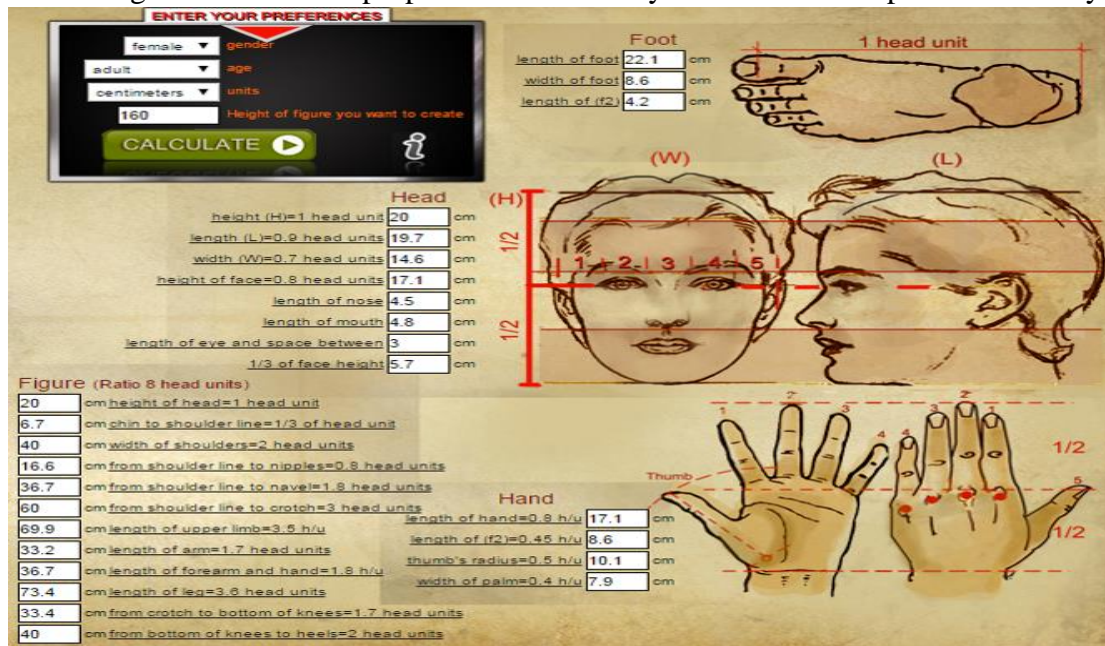 ENTER YOUR PREFERENCES
female gender
adult age
centimeters units
160 Height of figure you want to create
CALCULATE
i
Foot
length of foot 22.1 cm
width of foot 8.6 cm
length of (f2) 4.2 cm
1 head unit
Head
height (H)=1 head unit 20 cm
length (L)=0.9 head units 19.7 cm
width (W)=0.7 head units 14.6 cm
height of face=0.8 head units 17.1 cm
length of nose 4.5 cm
length of mouth 4.8 cm
length of eye and space between 3 cm
1/3 of face height 5.7 cm
(H)
(W)
(L)
1/2
1 2 3 4 5
1/2
Figure (Ratio 8 head units)
20 cm height of head=1 head unit
6.7 cm chin to shoulder line=1/3 of head unit
40 cm width of shoulders=2 head units
16.6 cm from shoulder line to nipples=0.8 head units
36.7 cm from shoulder line to navel=1.8 head units
60 cm from shoulder line to crotch=3 head units
69.9 cm length of upper limb=3.5 h/u
33.2 cm length of arm=1.7 head units
36.7 cm length of forearm and hand=1.8 h/u
73.4 cm length of leg=3.6 head units
33.4 cm from crotch to bottom of knees=1.7 head units
40 cm from bottom of knees to heels=2 head units
Hand
length of hand=0.8 h/u 17.1 cm
length of (f2)=0.45 h/u 8.6 cm
thumb's radius=0.5 h/u 10.1 cm
width of palm=0.4 h/u 7.9 cm
1 2 3 4
4 3 2 1
Thumb
5
1/2
1/2